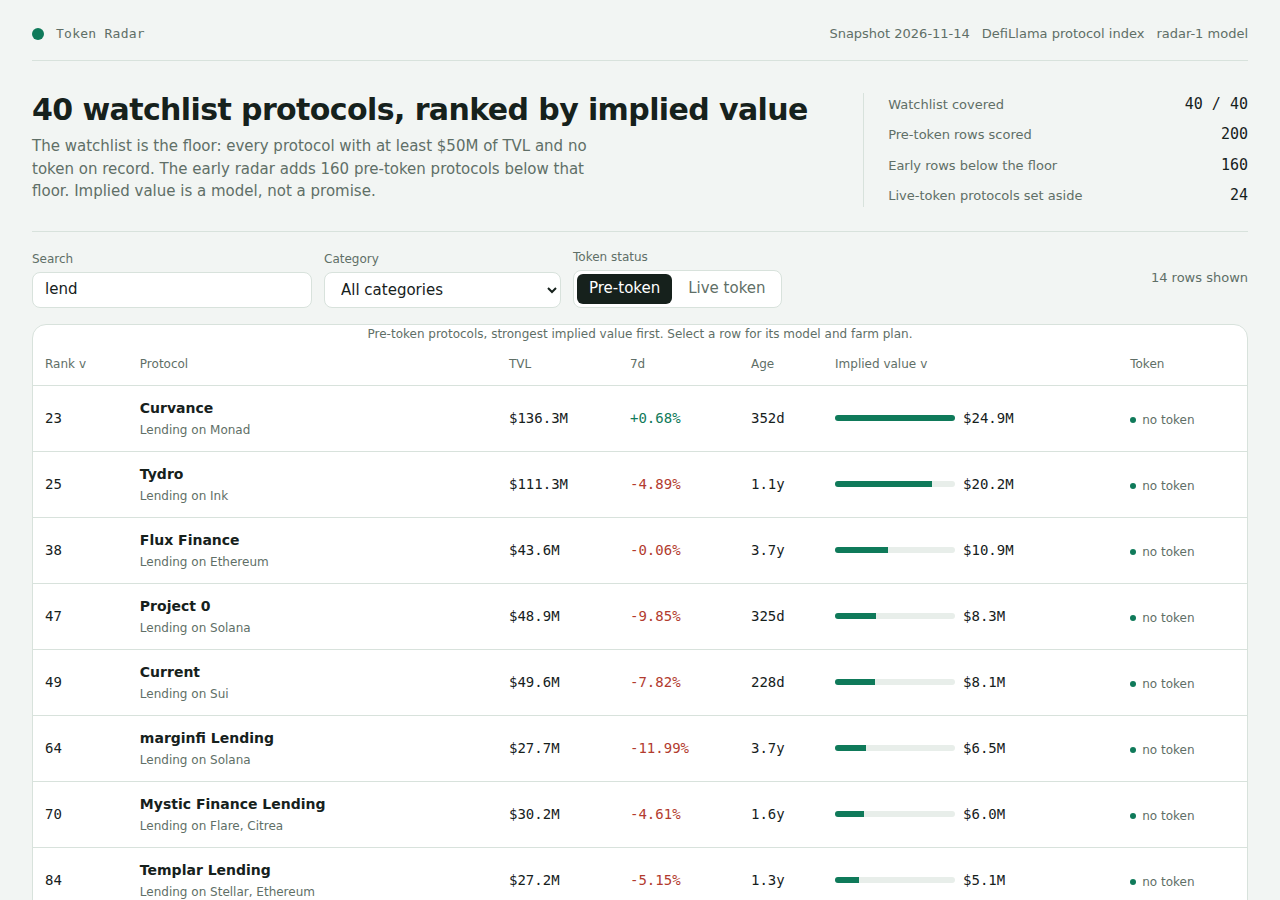 Token Radar
Snapshot 2026-11-14 DefiLlama protocol index radar-1 model
40 watchlist protocols, ranked by implied value
The watchlist is the floor: every protocol with at least $50M of TVL and no
token on record. The early radar adds 160 pre-token protocols below that
floor. Implied value is a model, not a promise.
Watchlist covered 40 / 40
Pre-token rows scored 200
Early rows below the floor 160
Live-token protocols set aside 24
Search
lend
Category
All categories
Token status
Pre-token Live token
14 rows shown
Pre-token protocols, strongest implied value first. Select a row for its model and farm plan.
Rank v Protocol TVL 7d Age Implied value v Token
23 Curvance $136.3M +0.68% 352d $24.9M no token
Lending on Monad
25 Tydro $111.3M -4.89% 1.1y $20.2M no token
Lending on Ink
38 Flux Finance $43.6M -0.06% 3.7y $10.9M no token
Lending on Ethereum
47 Project 0 $48.9M -9.85% 325d $8.3M no token
Lending on Solana
49 Current $49.6M -7.82% 228d $8.1M no token
Lending on Sui
64 marginfi Lending $27.7M -11.99% 3.7y $6.5M no token
Lending on Solana
70 Mystic Finance Lending $30.2M -4.61% 1.6y $6.0M no token
Lending on Flare, Citrea
84 Templar Lending $27.2M -5.15% 1.3y $5.1M no token
Lending on Stellar, Ethereum